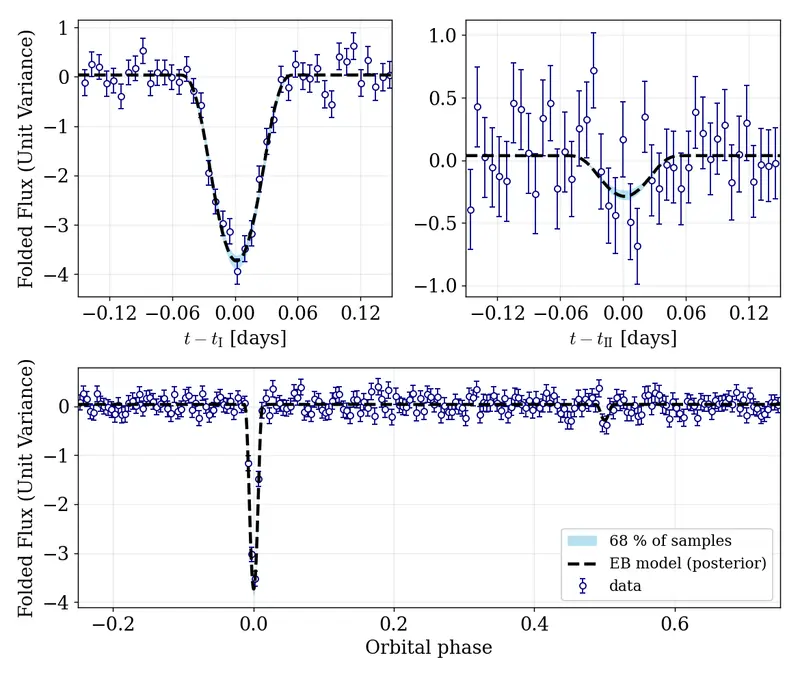 Folded Flux (Unit Variance)
1
0
−1
−2
−3
−4
−0.12 −0.06 0.00 0.06 0.12
t − tI [days]
1.0
0.5
0.0
−0.5
−1.0
−0.12 −0.06 0.00 0.06 0.12
t − tII [days]
Folded Flux (Unit Variance)
0
−1
−2
−3
−4
68 % of samples
EB model (posterior)
data
−0.2 0.0 0.2 0.4 0.6
Orbital phase